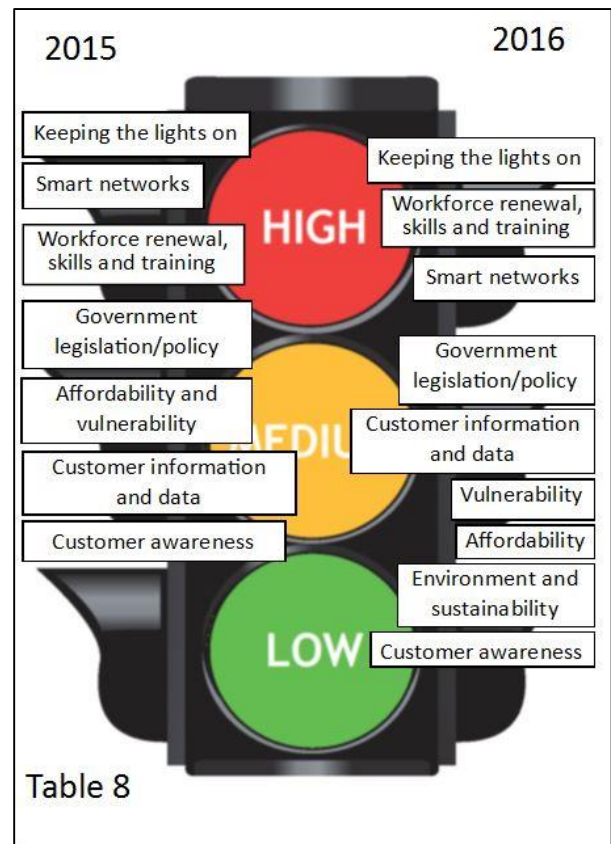 2015
2016
Keeping the lights on
Smart networks
Workforce renewal,
skills and training
Government
legislation/policy
Affordability and
vulnerability
Customer information
and data
Customer awareness
HIGH
LOW
Keeping the lights on
Workforce renewal,
skills and training
Smart networks
Government
legislation/policy
Customer information
and data
Vulnerability
Affordability
Environment and
sustainability
Customer awareness
Table 8